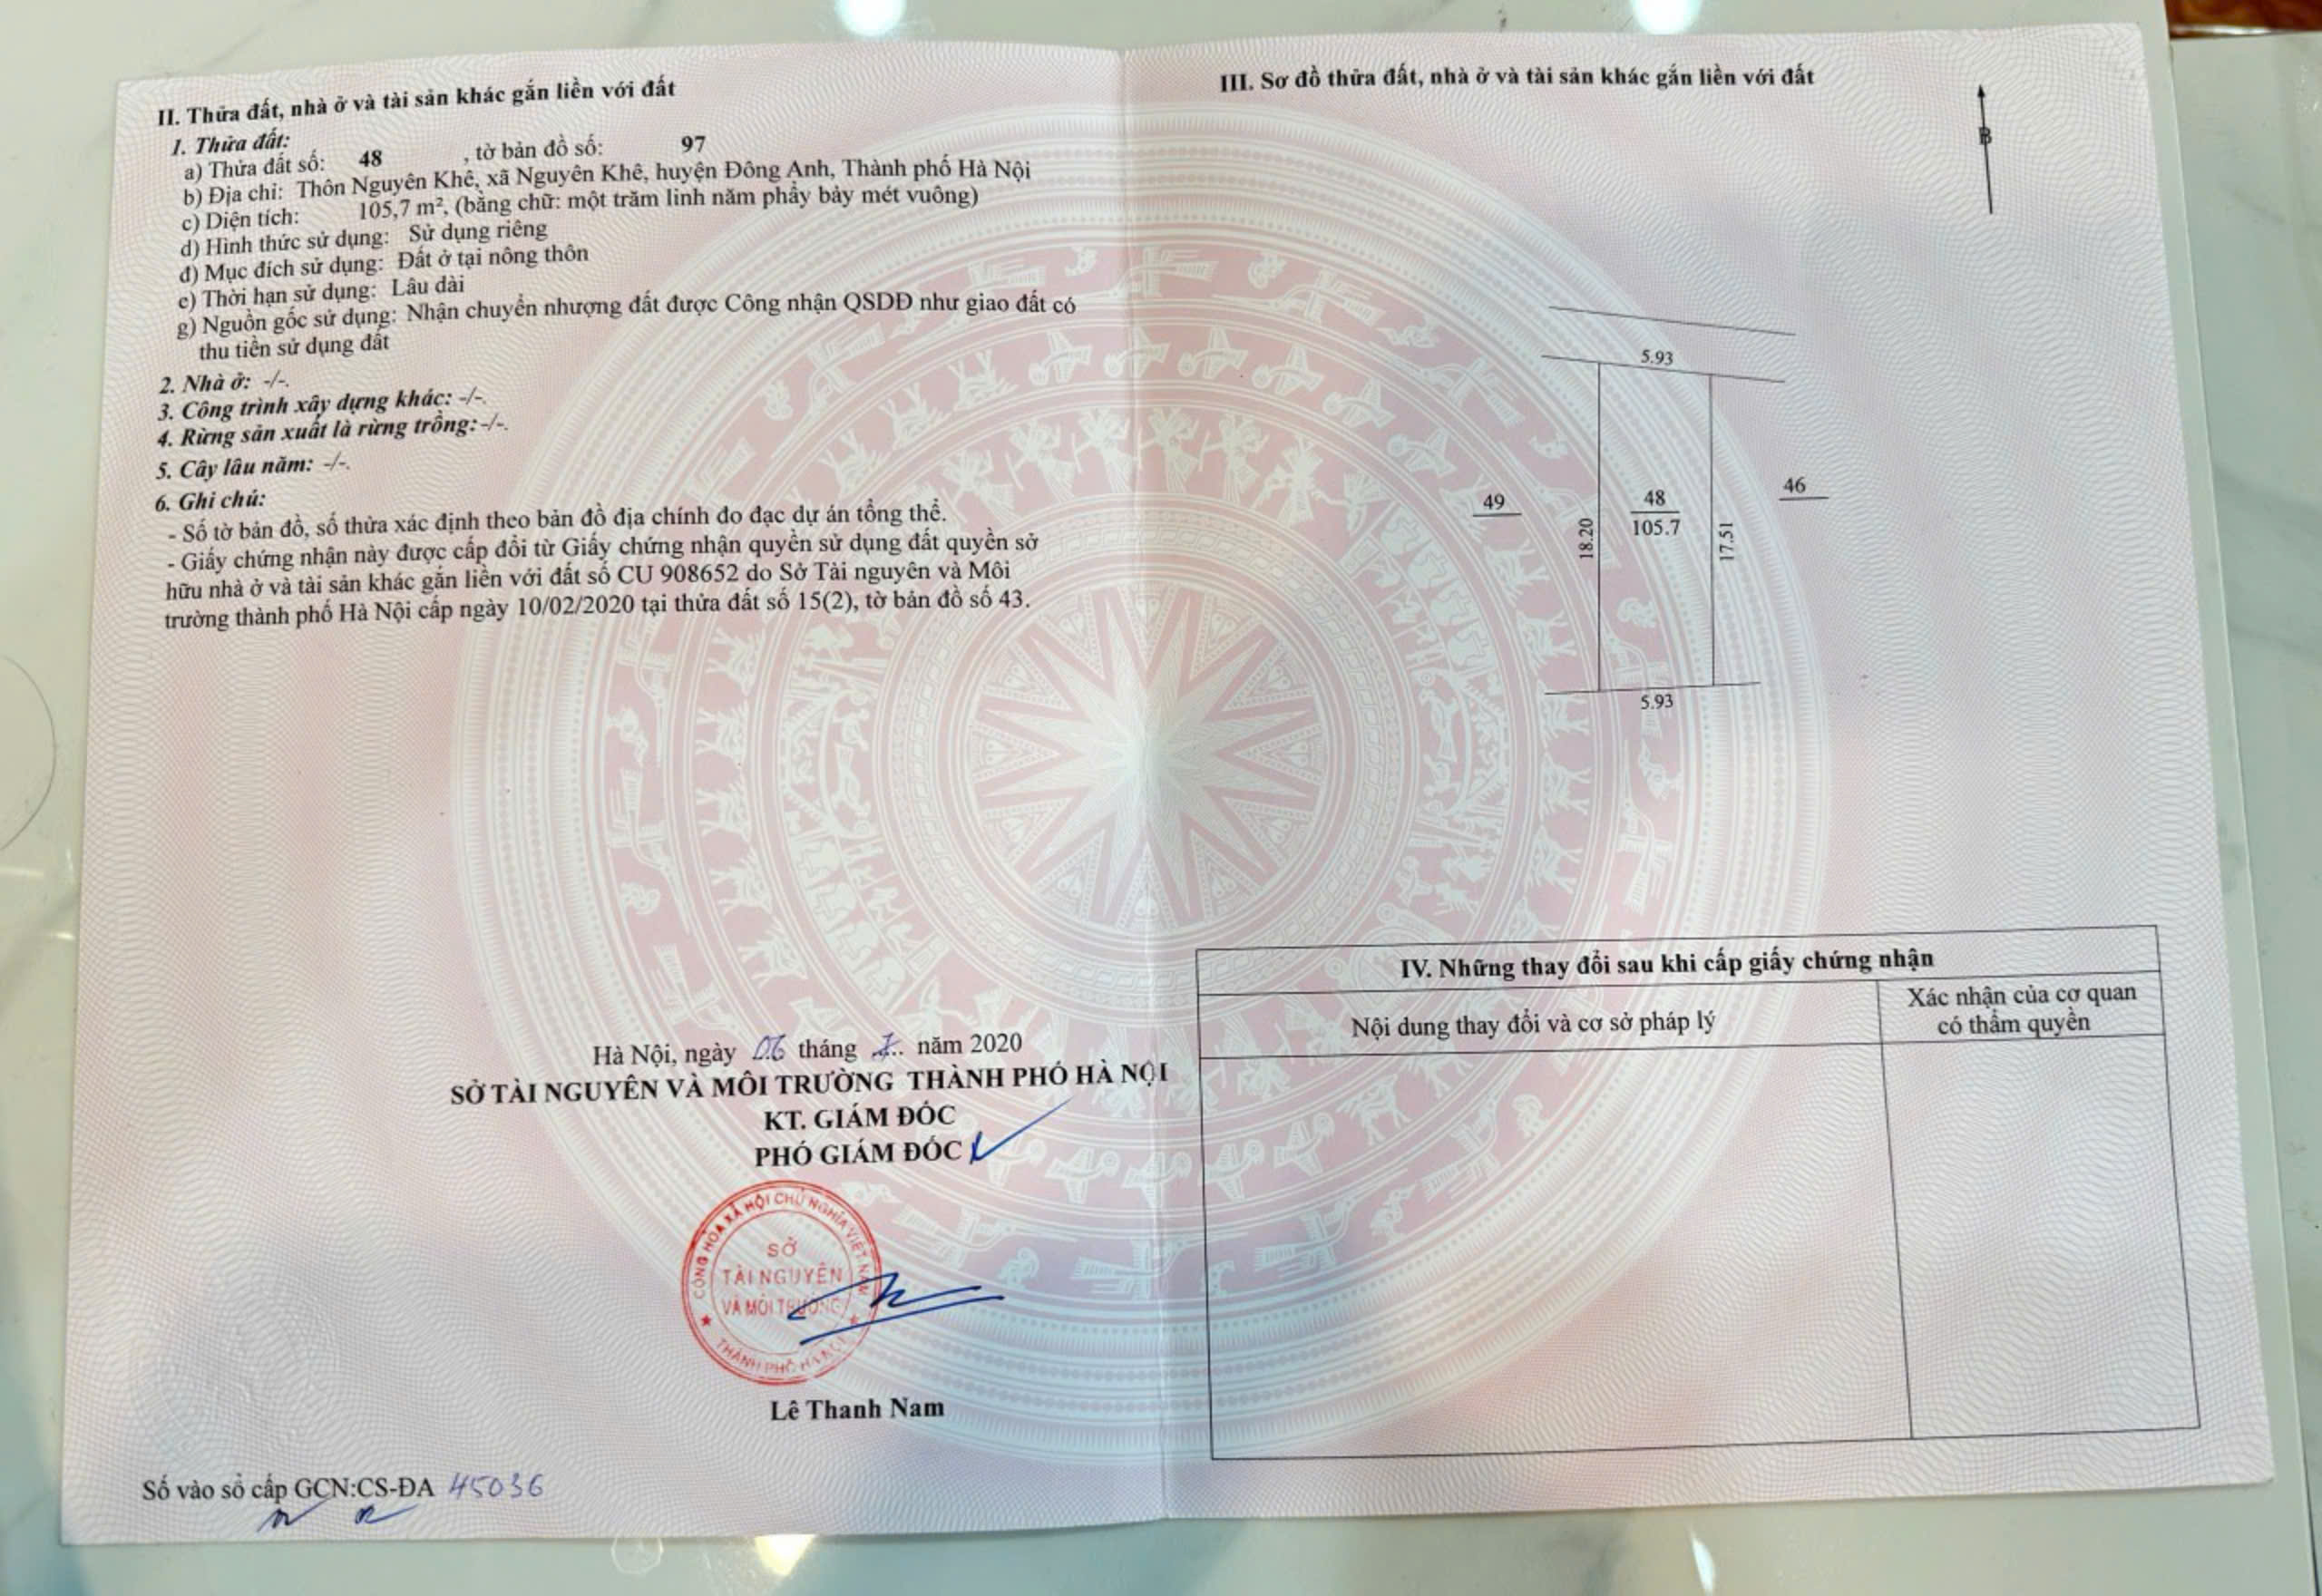 II. Thửa đất, nhà ở và tài sản khác gắn liền với đất
1. Thửa đất:
a) Thửa đất số: 48 , tờ bản đồ số: 97
b) Địa chỉ: Thôn Nguyên Khê, xã Nguyên Khê, huyện Đông Anh, Thành phố Hà Nội
c) Diện tích: 105,7 m², (bằng chữ: một trăm linh năm phẩy bảy mét vuông)
d) Hình thức sử dụng: Sử dụng riêng
đ) Mục đích sử dụng: Đất ở tại nông thôn
e) Thời hạn sử dụng: Lâu dài
g) Nguồn gốc sử dụng: Nhận chuyển nhượng đất được Công nhận QSDĐ như giao đất có
thu tiền sử dụng đất
2. Nhà ở: -/-.
3. Công trình xây dựng khác: -/-.
4. Rừng sản xuất là rừng trồng: -/-.
5. Cây lâu năm: -/-.
6. Ghi chú:
- Số tờ bản đồ, số thửa xác định theo bản đồ địa chính đo đạc dự án tổng thể.
- Giấy chứng nhận này được cấp đổi từ Giấy chứng nhận quyền sử dụng đất quyền sở
hữu nhà ở và tài sản khác gắn liền với đất số CU 908652 do Sở Tài nguyên và Môi
trường thành phố Hà Nội cấp ngày 10/02/2020 tại thửa đất số 15(2), tờ bản đồ số 43.
Hà Nội, ngày 06 tháng 7 năm 2020
SỞ TÀI NGUYÊN VÀ MÔI TRƯỜNG THÀNH PHỐ HÀ NỘI
KT. GIÁM ĐỐC
PHÓ GIÁM ĐỐC
CỘNG HÒA XÃ HỘI CHỦ NGHĨA VIỆT NAM
SỞ
TÀI NGUYÊN
VÀ MÔI TRƯỜNG
THÀNH PHỐ HÀ NỘI
Lê Thanh Nam
Số vào sổ cấp GCN:CS-ĐA 45036
III. Sơ đồ thửa đất, nhà ở và tài sản khác gắn liền với đất
B
5.93
49
18.20
48
105.7
17.51
46
5.93
IV. Những thay đổi sau khi cấp giấy chứng nhận
Nội dung thay đổi và cơ sở pháp lý
Xác nhận của cơ quan
có thẩm quyền